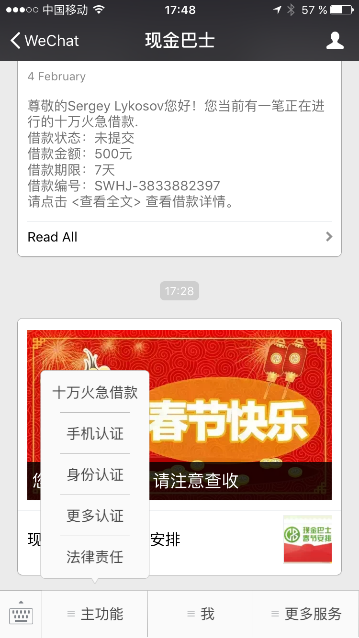 中国移动
17:48
57 %
WeChat
现金巴士
4 February
尊敬的Sergey Lykosov您好！您当前有一笔正在进
行的十万火急借款.
借款状态：未提交
借款金额：500元
借款期限：7天
借款编号：SWHJ-3833882397
请点击 <查看全文> 查看借款详情。
Read All
17:28
春节快乐
您
请注意查收
现
安排
现金巴士
春节安排
十万火急借款
手机认证
身份认证
更多认证
法律责任
主功能
我
更多服务